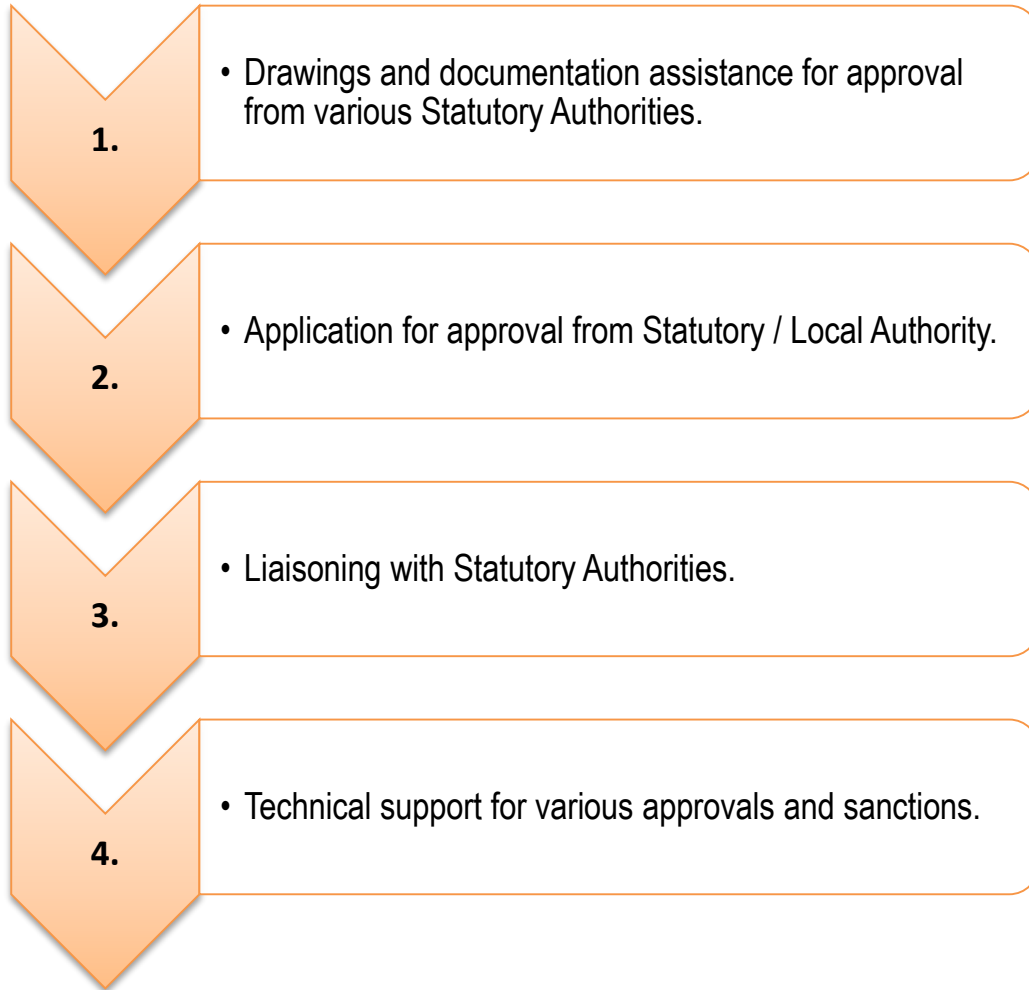 1.
• Drawings and documentation assistance for approval
from various Statutory Authorities.
2.
• Application for approval from Statutory / Local Authority.
3.
• Liaisoning with Statutory Authorities.
4.
• Technical support for various approvals and sanctions.